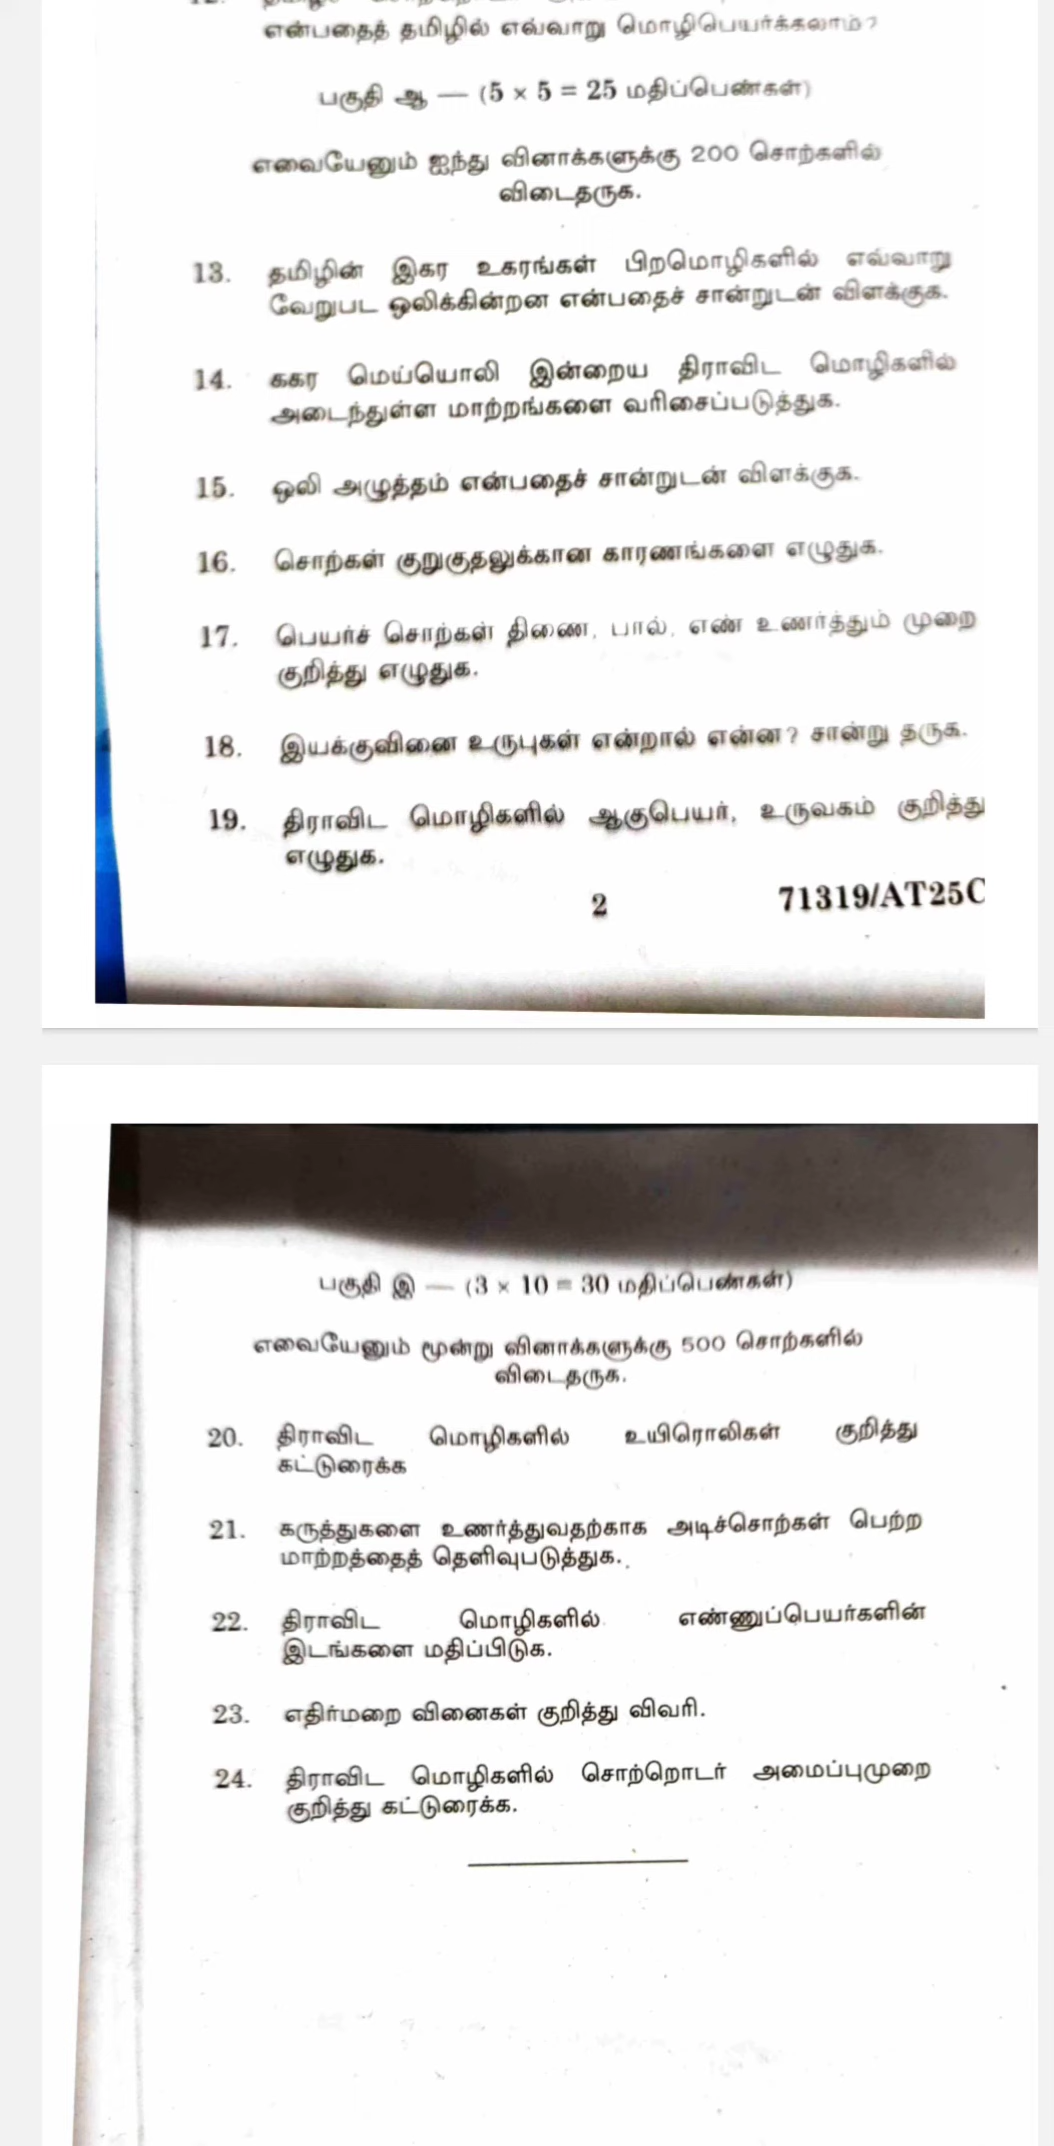 என்பதைத் தமிழில் எவ்வாறு மொழிபெயர்க்கலாம்?
பகுதி ஆ — (5 × 5 = 25 மதிப்பெண்கள்)
எவையேனும் ஐந்து வினாக்களுக்கு 200 சொற்களில்
விடைதருக.
13. தமிழின் இகர உகரங்கள் பிறமொழிகளில் எவ்வாறு
வேறுபட ஒலிக்கின்றன என்பதைச் சான்றுடன் விளக்குக.
14. ககர மெய்யொலி இன்றைய திராவிட மொழிகளில்
அடைந்துள்ள மாற்றங்களை வரிசைப்படுத்துக.
15. ஒலி அழுத்தம் என்பதைச் சான்றுடன் விளக்குக.
16. சொற்கள் குறுகுதலுக்கான காரணங்களை எழுதுக.
17. பெயர்ச் சொற்கள் திணை, பால், எண் உணர்த்தும் முறை
குறித்து எழுதுக.
18. இயக்குவினை உருபுகள் என்றால் என்ன? சான்று தருக.
19. திராவிட மொழிகளில் ஆகுபெயர், உருவகம் குறித்து
எழுதுக.
2 71319/AT25C
பகுதி இ — (3 × 10 = 30 மதிப்பெண்கள்)
எவையேனும் மூன்று வினாக்களுக்கு 500 சொற்களில்
விடைதருக.
20. திராவிட மொழிகளில் உயிரொலிகள் குறித்து
கட்டுரைக்க
21. கருத்துகளை உணர்த்துவதற்காக அடிச்சொற்கள் பெற்ற
மாற்றத்தைத் தெளிவுபடுத்துக.
22. திராவிட மொழிகளில் எண்ணுப்பெயர்களின்
இடங்களை மதிப்பிடுக.
23. எதிர்மறை வினைகள் குறித்து விவரி.
24. திராவிட மொழிகளில் சொற்றொடர் அமைப்புமுறை
குறித்து கட்டுரைக்க.